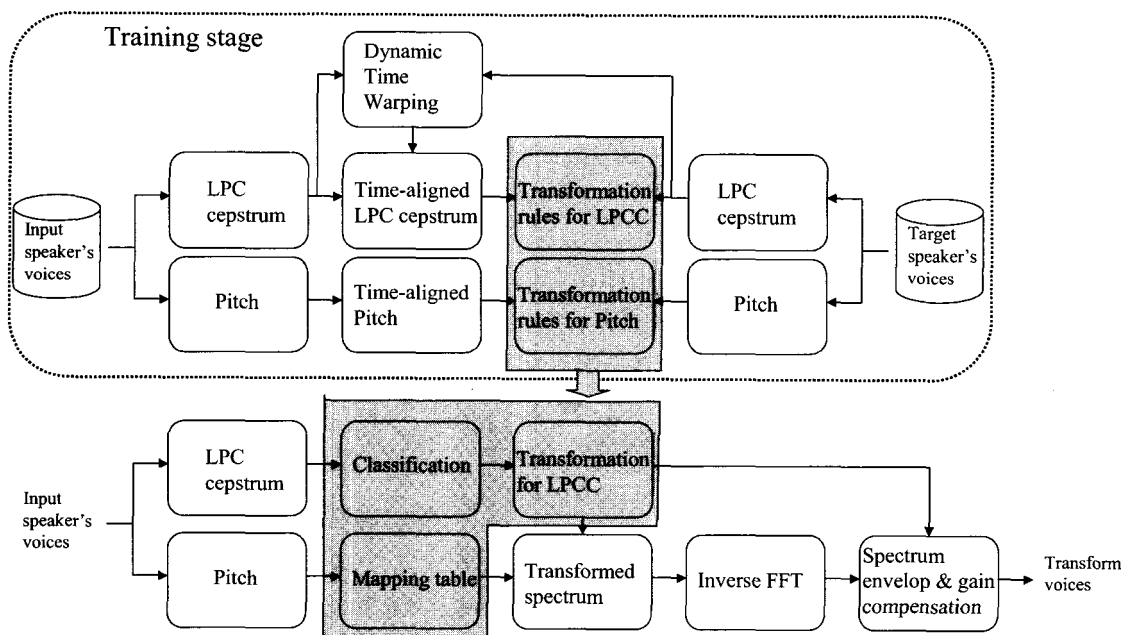 Training stage
Dynamic
Time
Warping
LPC
cepstrum
Time-aligned
LPC cepstrum
Transformation
rules for LPCC
LPC
cepstrum
Input
speaker's
voices
Target
speaker's
voices
Pitch
Time-aligned
Pitch
Transformation
rules for Pitch
Pitch
LPC
cepstrum
Classification
Transformation
for LPCC
Input
speaker's
voices
Pitch
Mapping table
Transformed
spectrum
Inverse FFT
Spectrum
envelop & gain
compensation
Transform
voices